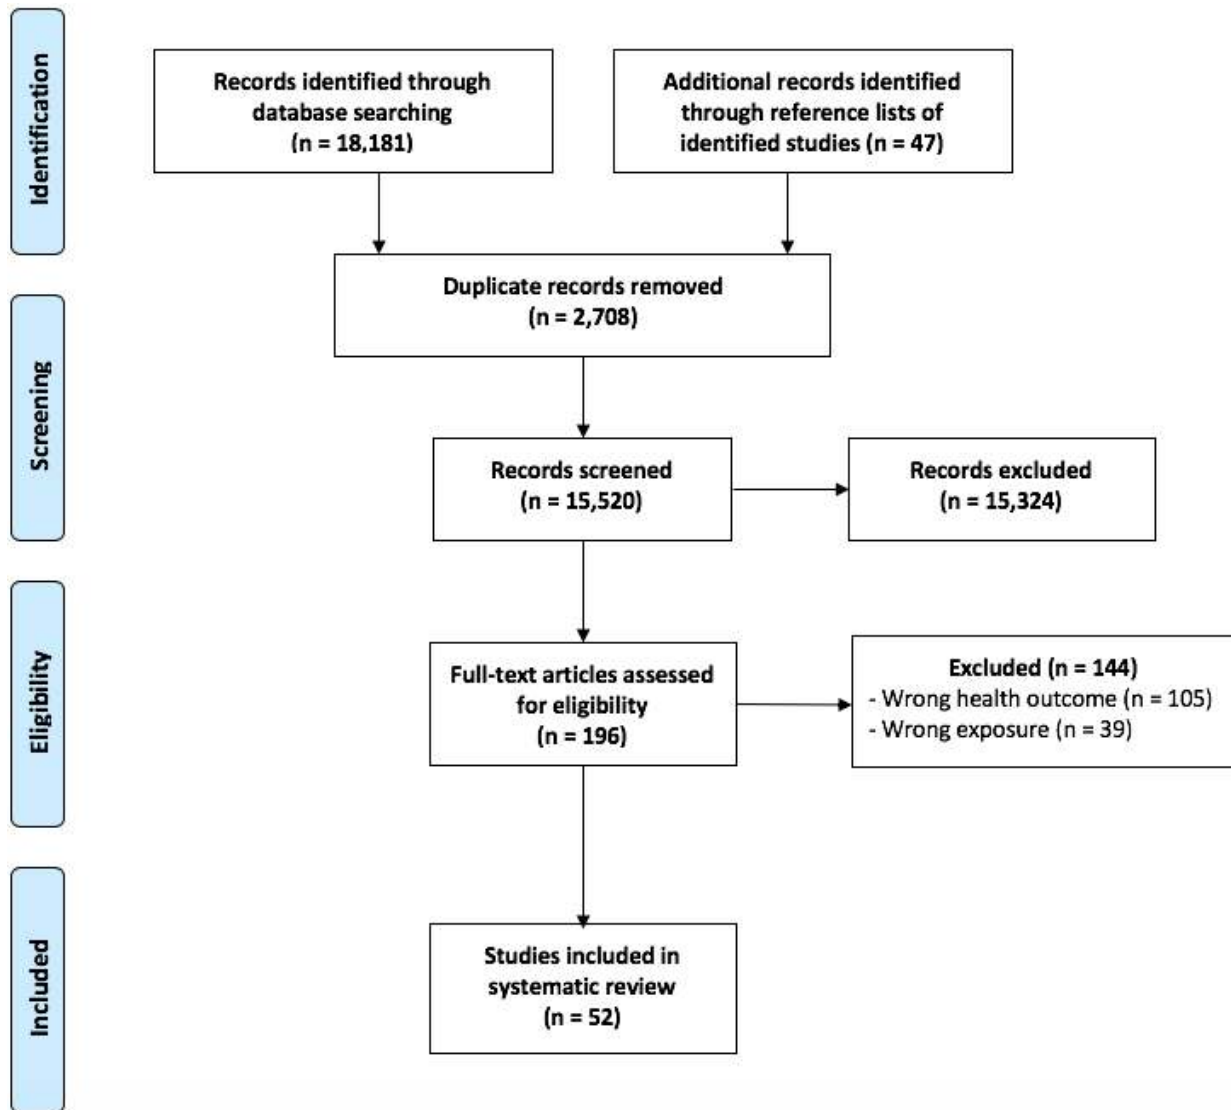 Identification
Records identified through
database searching
(n = 18,181)
Additional records identified
through reference lists of
identified studies (n = 47)
Screening
Duplicate records removed
(n = 2,708)
Records screened
(n = 15,520)
Records excluded
(n = 15,324)
Eligibility
Full-text articles assessed
for eligibility
(n = 196)
Excluded (n = 144)
- Wrong health outcome (n = 105)
- Wrong exposure (n = 39)
Included
Studies included in
systematic review
(n = 52)